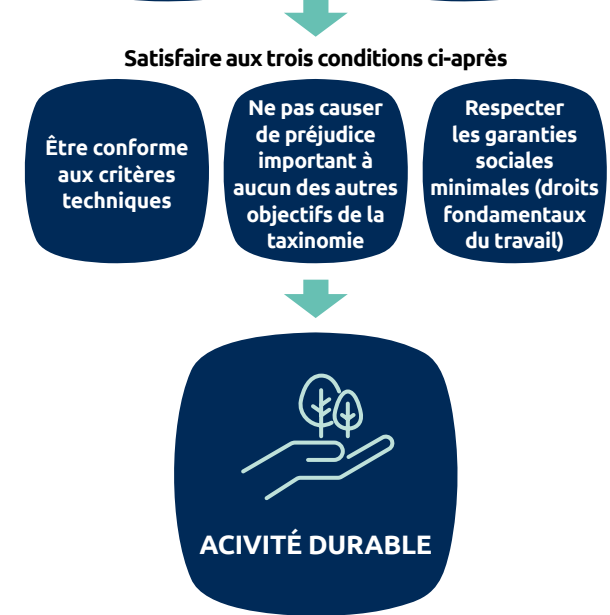 Satisfaire aux trois conditions ci-après
Être conforme
aux critères
techniques
Ne pas causer
de préjudice
important à
aucun des autres
objectifs de la
taxinomie
Respecter
les garanties
sociales
minimales (droits
fondamentaux
du travail)
ACIVITÉ DURABLE